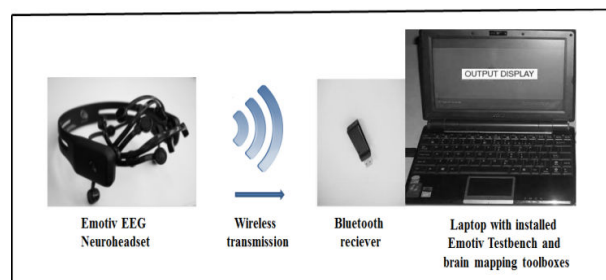 OUTPUT DISPLAY
Emotiv EEG
Neuroheadset
Wireless
transmission
Bluetooth
reciever
Laptop with installed
Emotiv Testbench and
brain mapping toolboxes